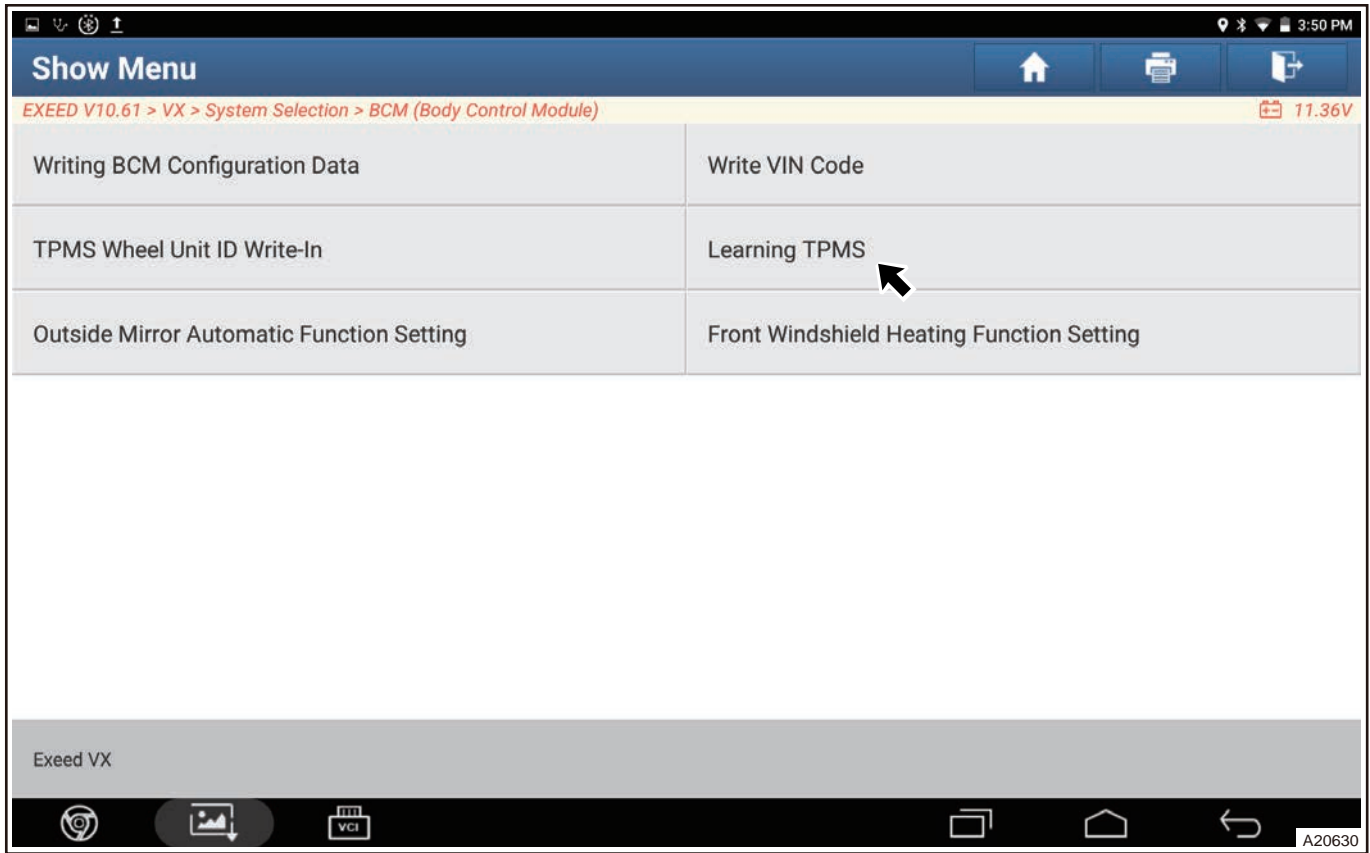 3:50 PM
Show Menu
EXEED V10.61 > VX > System Selection > BCM (Body Control Module)
11.36V
Writing BCM Configuration Data
Write VIN Code
TPMS Wheel Unit ID Write-In
Learning TPMS
Outside Mirror Automatic Function Setting
Front Windshield Heating Function Setting
Exeed VX
VCI
A20630